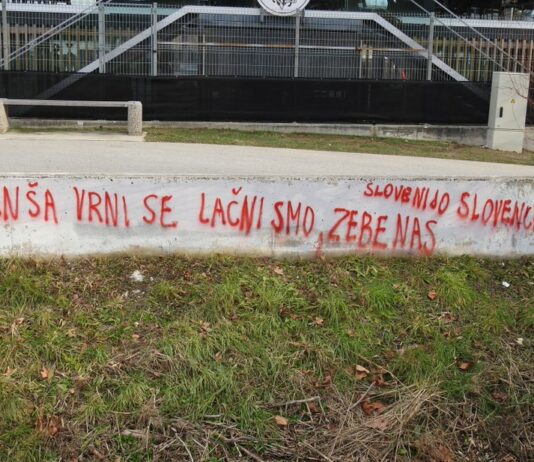 NŠA VRNI SE LAČNI SMO, ZEBE NAS
SLOVENIJO SLOVENC